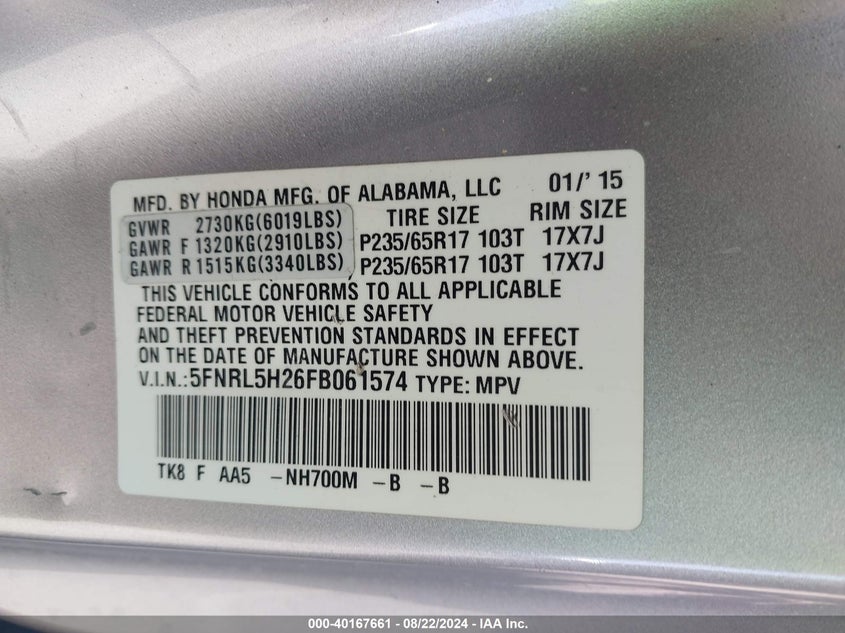 MFD. BY HONDA MFG. OF ALABAMA, LLC 01/' 15
GVWR 2730KG(6019LBS) TIRE SIZE RIM SIZE
GAWR F 1320KG(2910LBS) P235/65R17 103T 17X7J
GAWR R 1515KG(3340LBS) P235/65R17 103T 17X7J
THIS VEHICLE CONFORMS TO ALL APPLICABLE
FEDERAL MOTOR VEHICLE SAFETY
AND THEFT PREVENTION STANDARDS IN EFFECT
ON THE DATE OF MANUFACTURE SHOWN ABOVE.
V.I.N.:5FNRL5H26FB061574 TYPE: MPV
TK8 F AA5 -NH700M -B -B
000-40167661 - 08/22/2024 - IAA Inc.